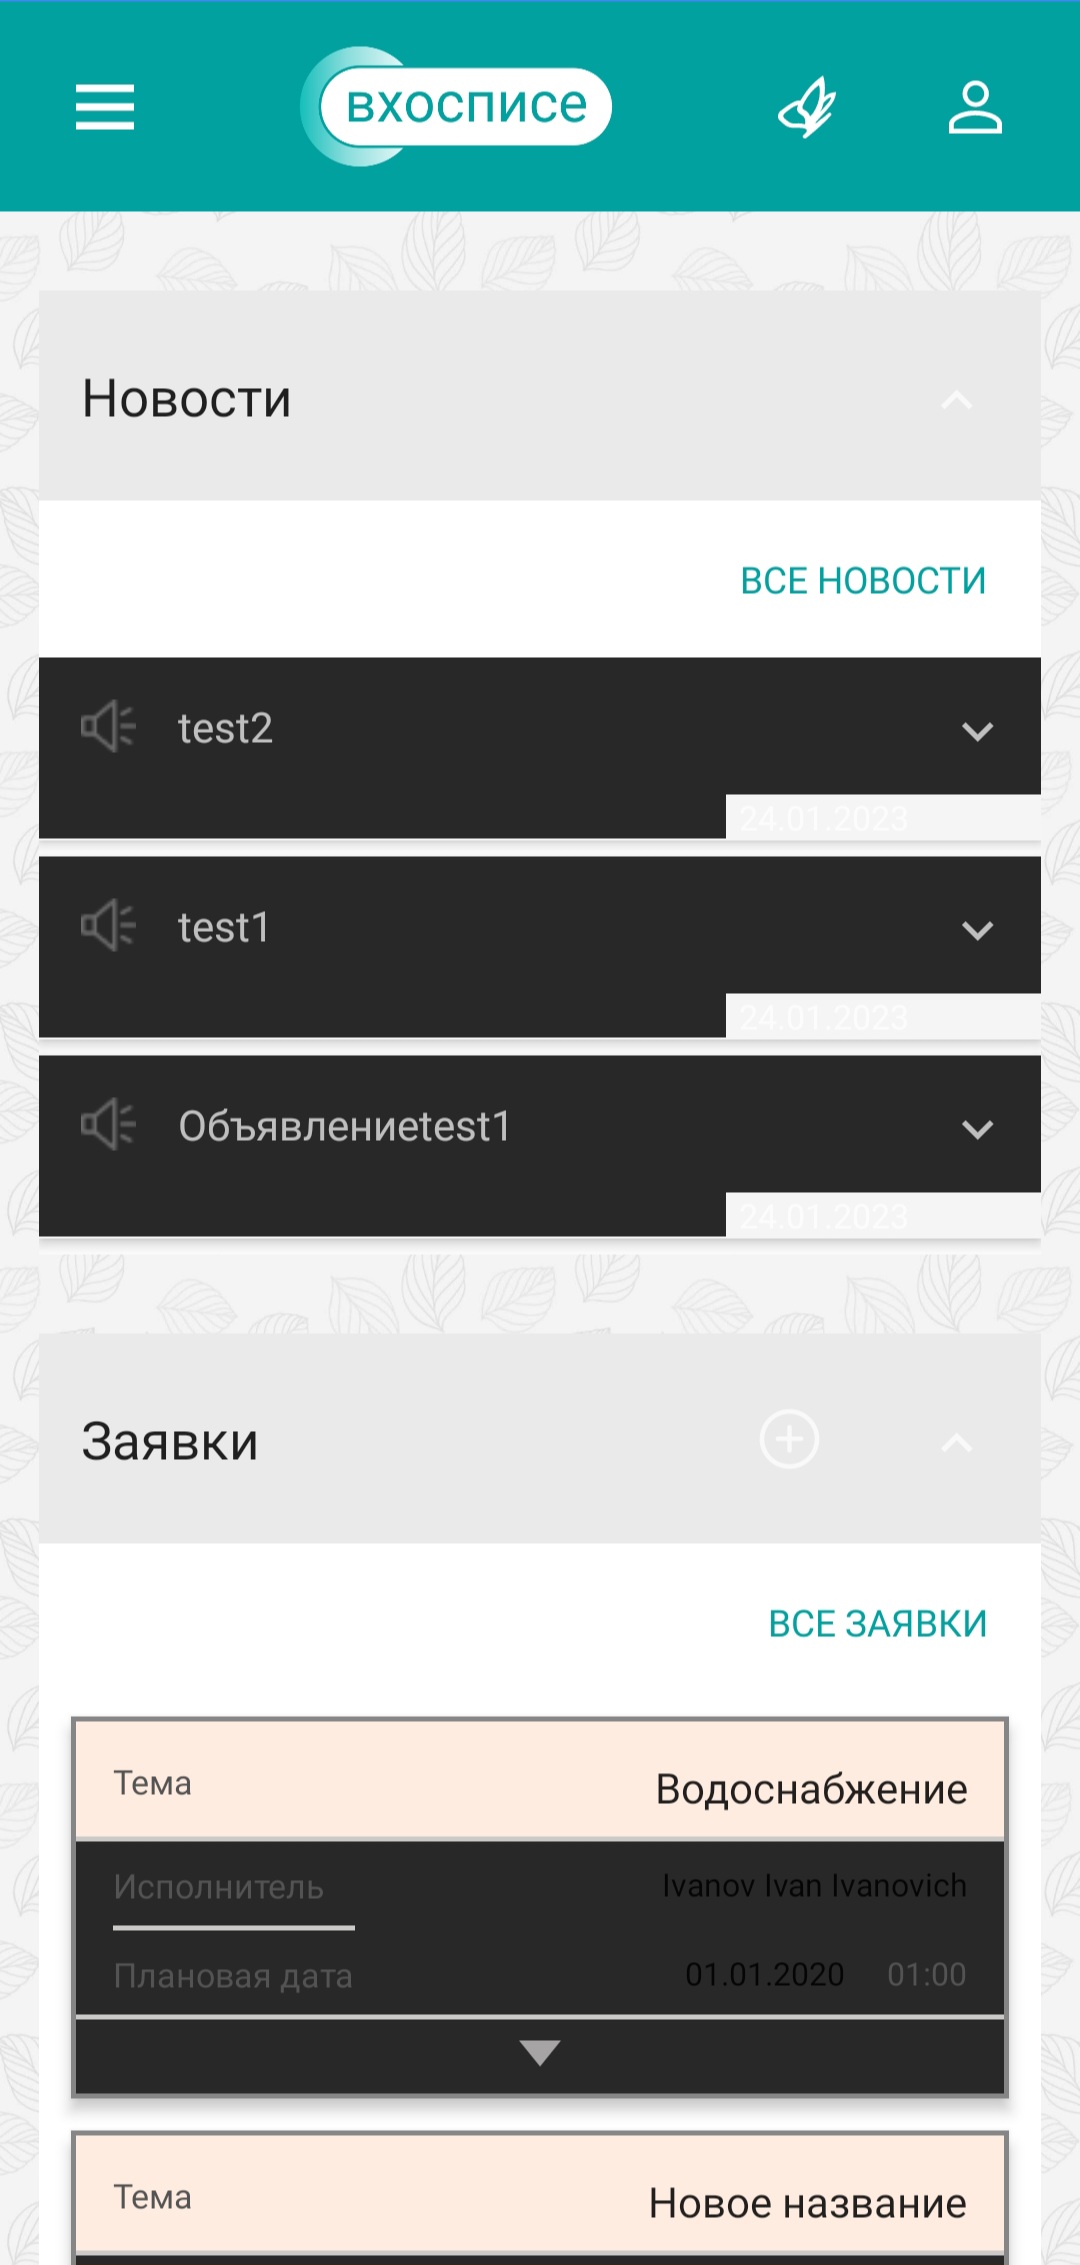 вхосписе
Новости
ВСЕ НОВОСТИ
test2
24.01.2023
test1
24.01.2023
Объявлениetest1
24.01.2023
Заявки
ВСЕ ЗАЯВКИ
Тема Водоснабжение
Исполнитель Ivanov Ivan Ivanovich
Плановая дата 01.01.2020 01:00
Тема Новое название